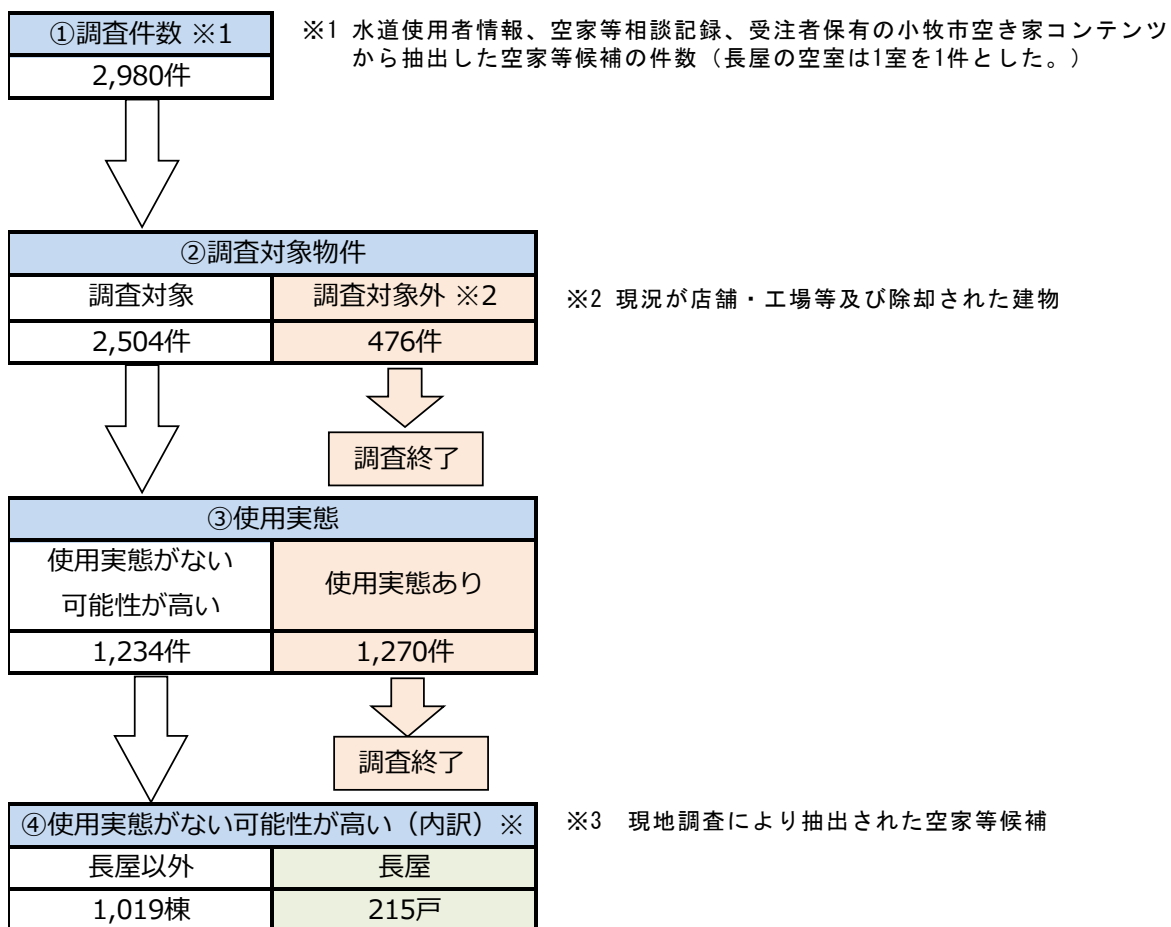 ①調査件数 ※1
2,980件
※1 水道使用者情報、空家等相談記録、受注者保有の小牧市空き家コンテンツ
から抽出した空家等候補の件数（長屋の空室は1室を1件とした。）
②調査対象物件
調査対象 調査対象外 ※2
2,504件 476件
※2 現況が店舗・工場等及び除却された建物
調査終了
③使用実態
使用実態がない
可能性が高い
使用実態あり
1,234件 1,270件
調査終了
④使用実態がない可能性が高い（内訳）※
長屋以外 長屋
1,019棟 215戸
※3 現地調査により抽出された空家等候補